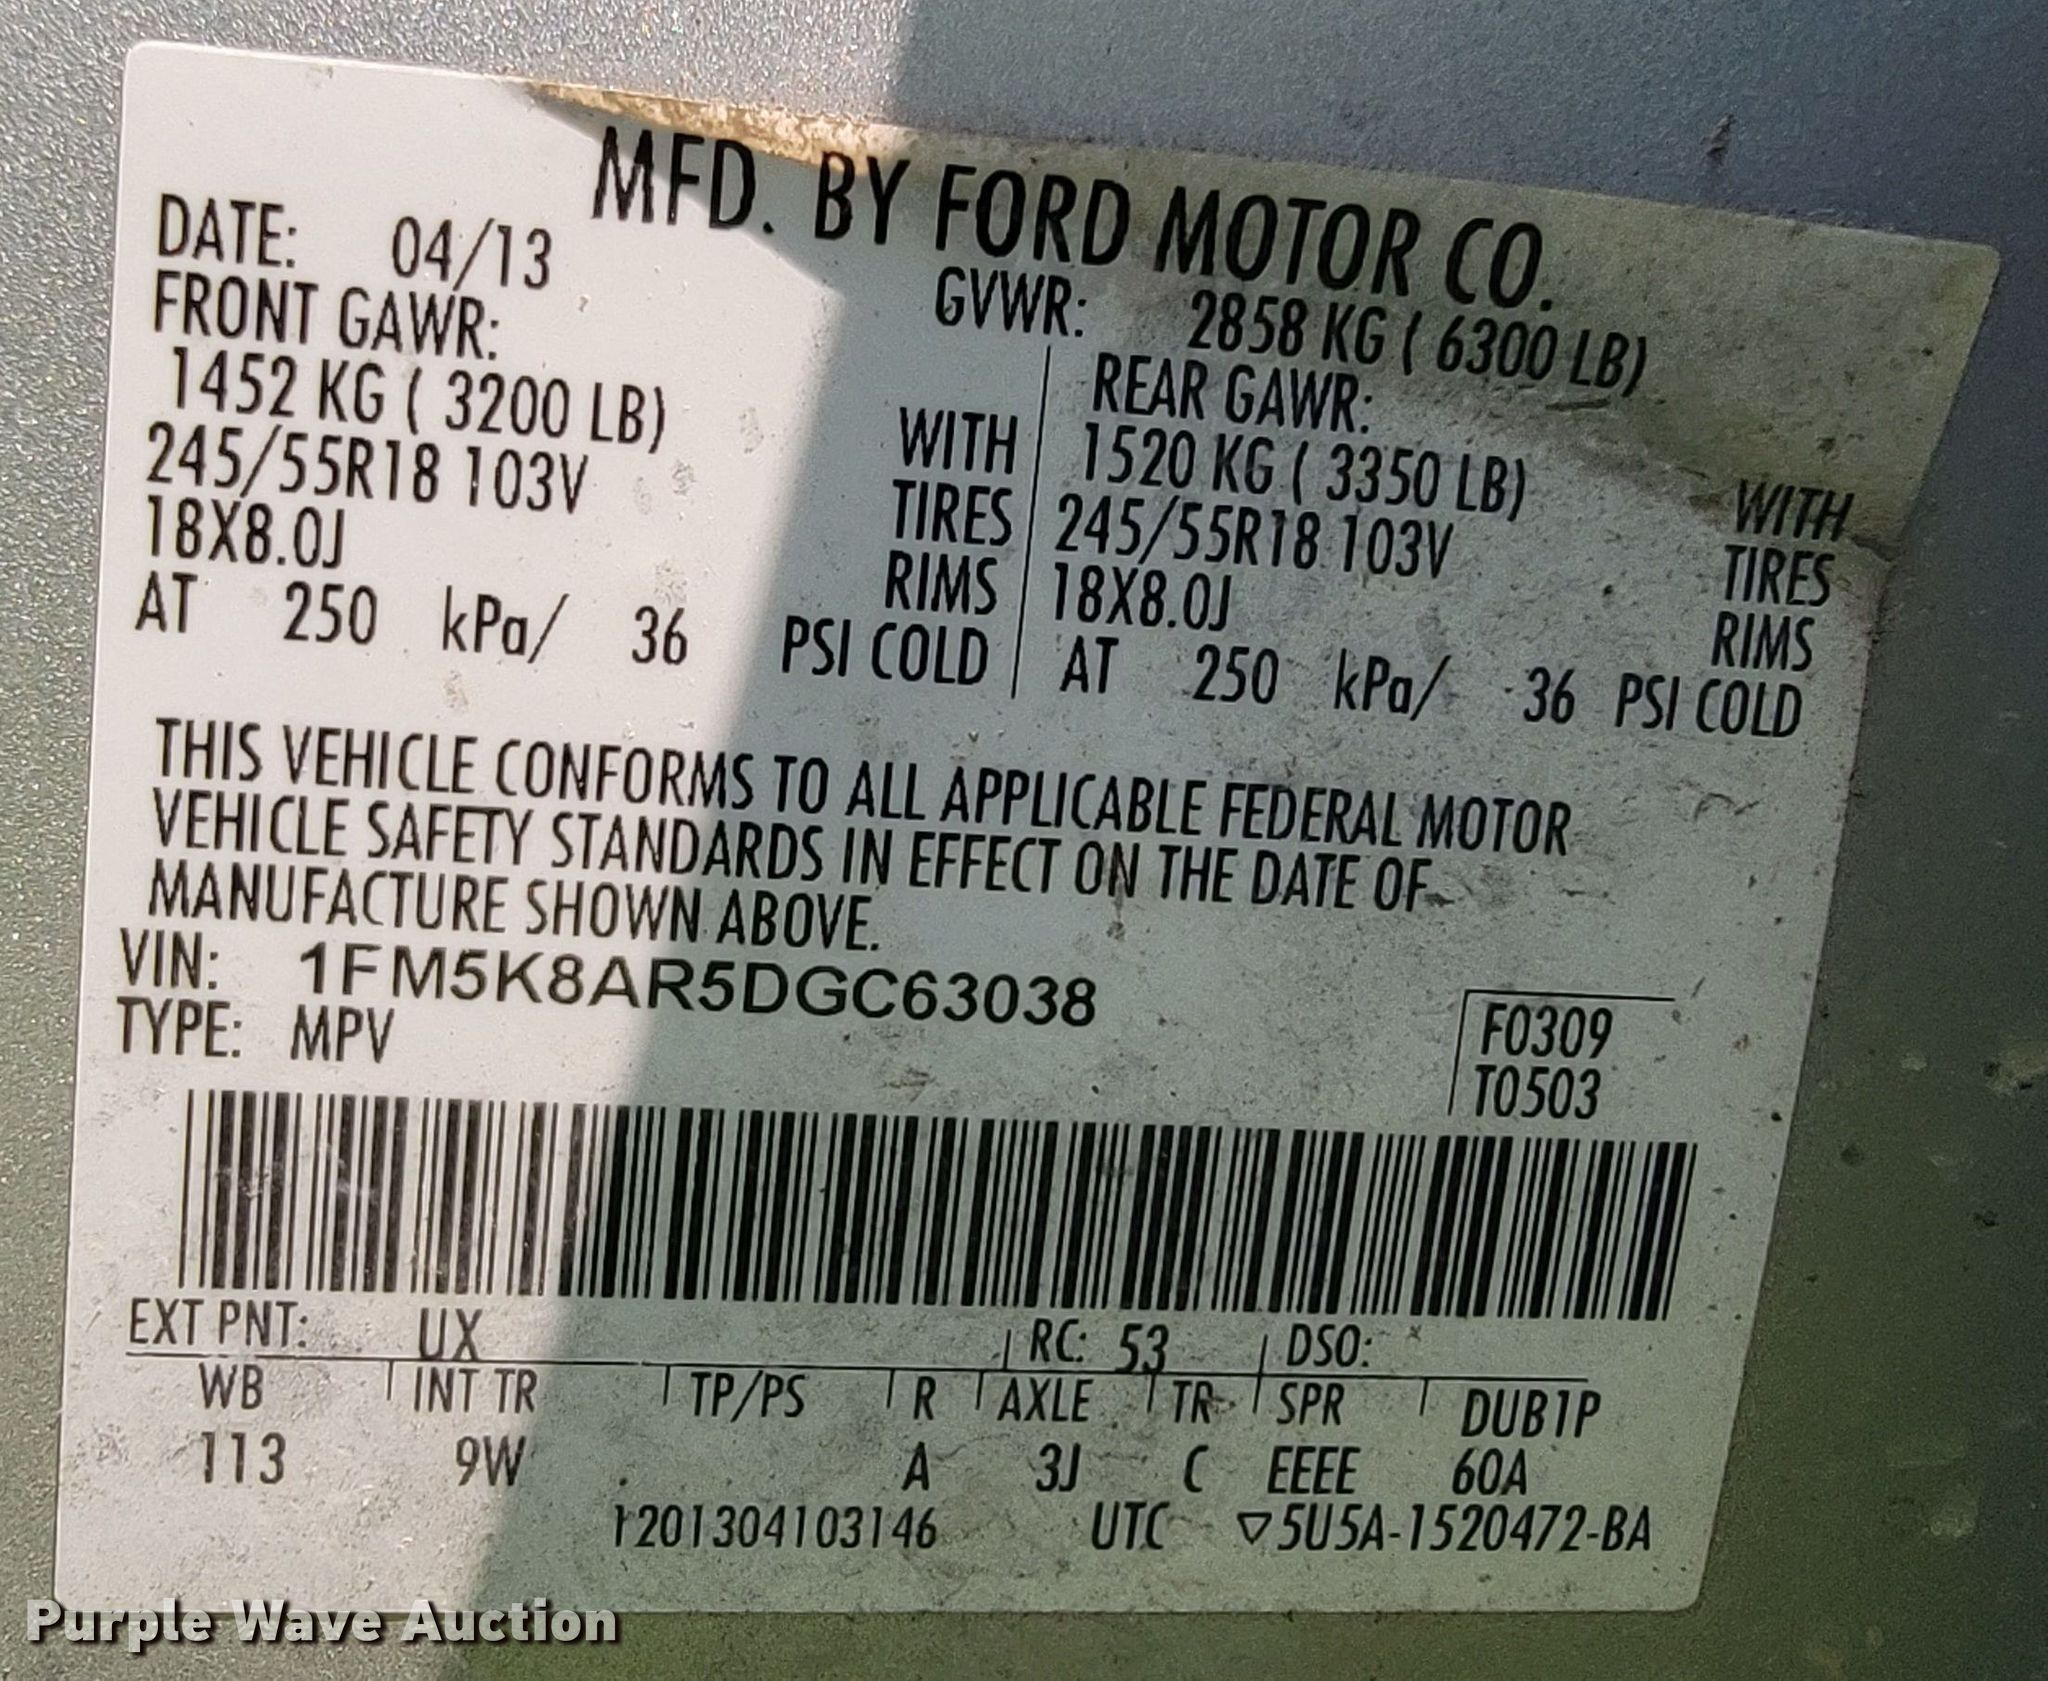 MFD. BY FORD MOTOR CO.
DATE: 04/13 GVWR: 2858 KG ( 6300 LB)
FRONT GAWR: REAR GAWR:
1452 KG ( 3200 LB) WITH 1520 KG ( 3350 LB) WITH
245/55R18 103V TIRES 245/55R18 103V TIRES
18X8.0J RIMS 18X8.0J RIMS
AT 250 kPa/ 36 PSI COLD AT 250 kPa/ 36 PSI COLD
THIS VEHICLE CONFORMS TO ALL APPLICABLE FEDERAL MOTOR
VEHICLE SAFETY STANDARDS IN EFFECT ON THE DATE OF
MANUFACTURE SHOWN ABOVE.
VIN: 1FM5K8AR5DGC63038
TYPE: MPV
F0309
T0503
EXT PNT: UX RC: 53 DSO:
WB INT TR TP/PS R AXLE TR SPR DUB1P
113 9W A 3J C EEEE 60A
1201304103146 UTC ▽5U5A-1520472-BA
Purple Wave Auction